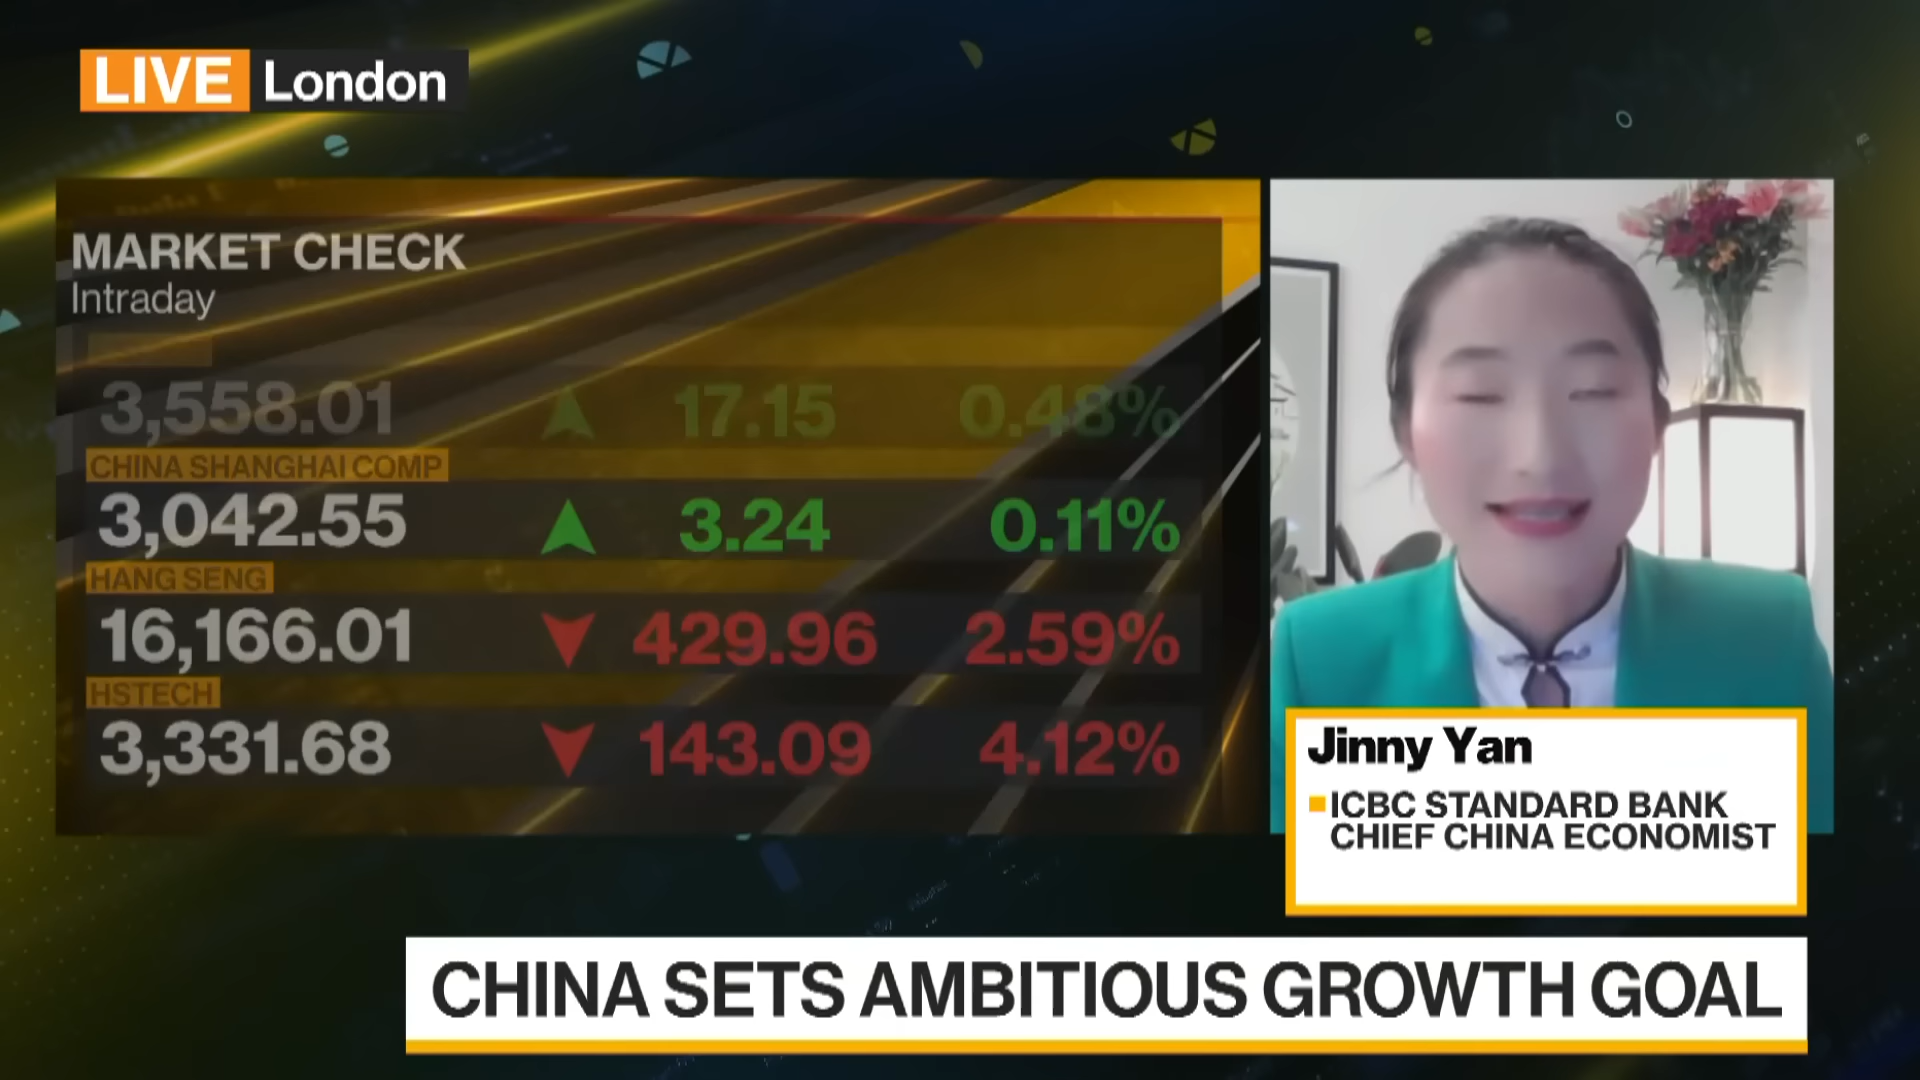 LIVE London
MARKET CHECK
Intraday
3,558.01 17.15 0.48%
CHINA SHANGHAI COMP
3,042.55 3.24 0.11%
HANG SENG
16,166.01 429.96 2.59%
HSTECH
3,331.68 143.09 4.12%
Jinny Yan
ICBC STANDARD BANK
CHIEF CHINA ECONOMIST
CHINA SETS AMBITIOUS GROWTH GOAL